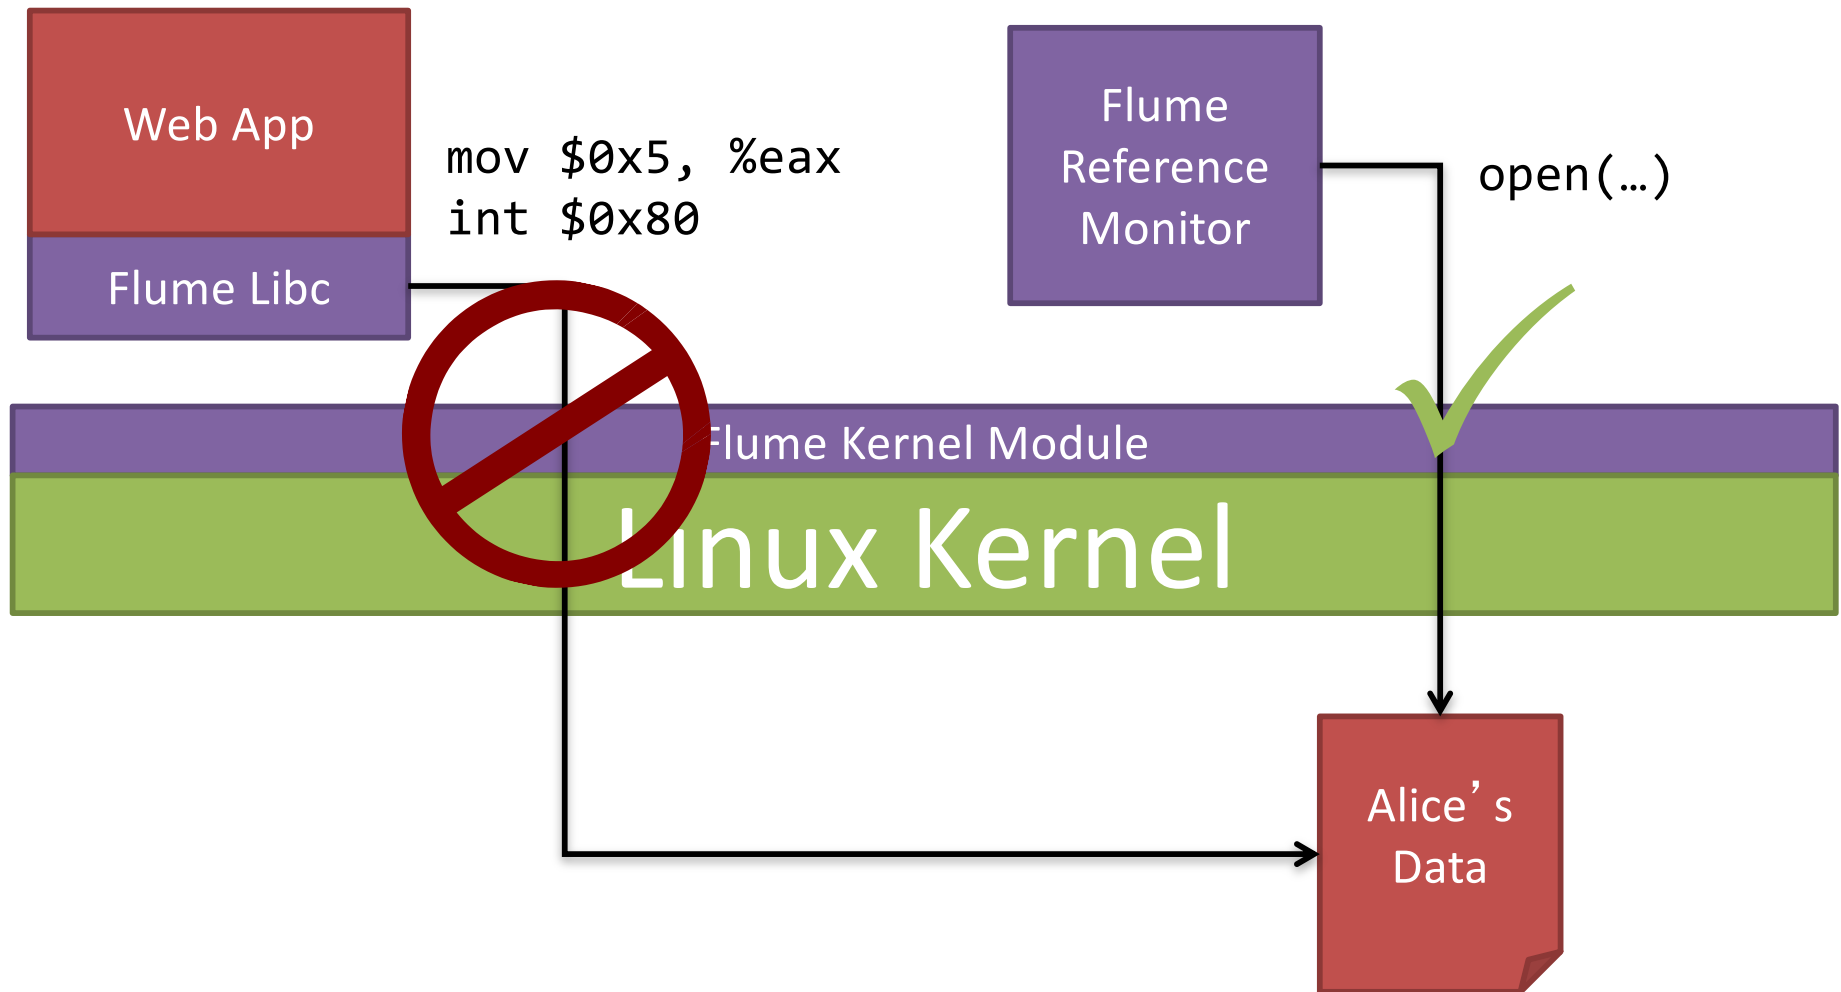 Web App
Flume Libc
mov $0x5, %eax
int $0x80
Flume
Reference
Monitor
open(…)
Flume Kernel Module
Linux Kernel
Alice’s
Data